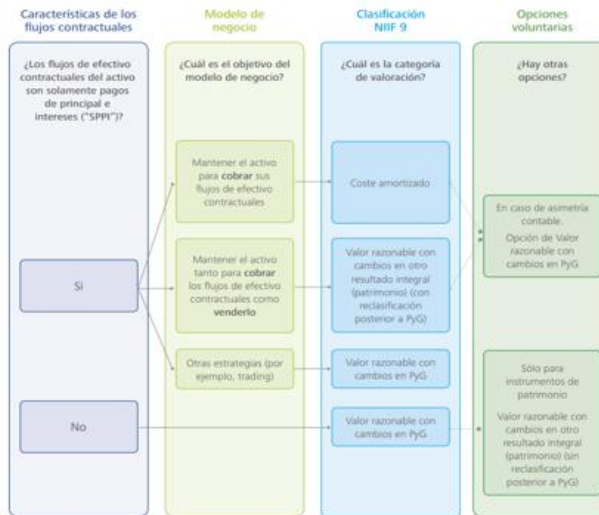 Características de los
flujos contractuales
¿Los flujos de efectivo
contractuales del activo
son solamente pagos
de principal e
intereses ("SPPI")?
Si
No
Modelo de
negocio
¿Cuál es el objetivo del
modelo de negocio?
Mantener el activo
para cobrar sus
flujos de efectivo
contractuales
Mantener el activo
tanto para cobrar
los flujos de efectivo
contractuales como
venderlo
Otras estrategias (por
ejemplo, trading)
Clasificación
NIIF 9
¿Cuál es la categoría
de valoración?
Coste amortizado
Valor razonable con
cambios en otro
resultado integral
(patrimonio) (con
reclasificación
posterior a PyG)
Valor razonable con
cambios en PyG
Valor razonable con
cambios en PyG
Opciones
voluntarias
¿Hay otras
opciones?
En caso de asimetría
contable.
Opción de Valor
razonable con
cambios en PyG
Sólo para
instrumentos de
patrimonio
Valor razonable con
cambios en otro
resultado integral
(patrimonio) (sin
reclasificación
posterior a PyG)